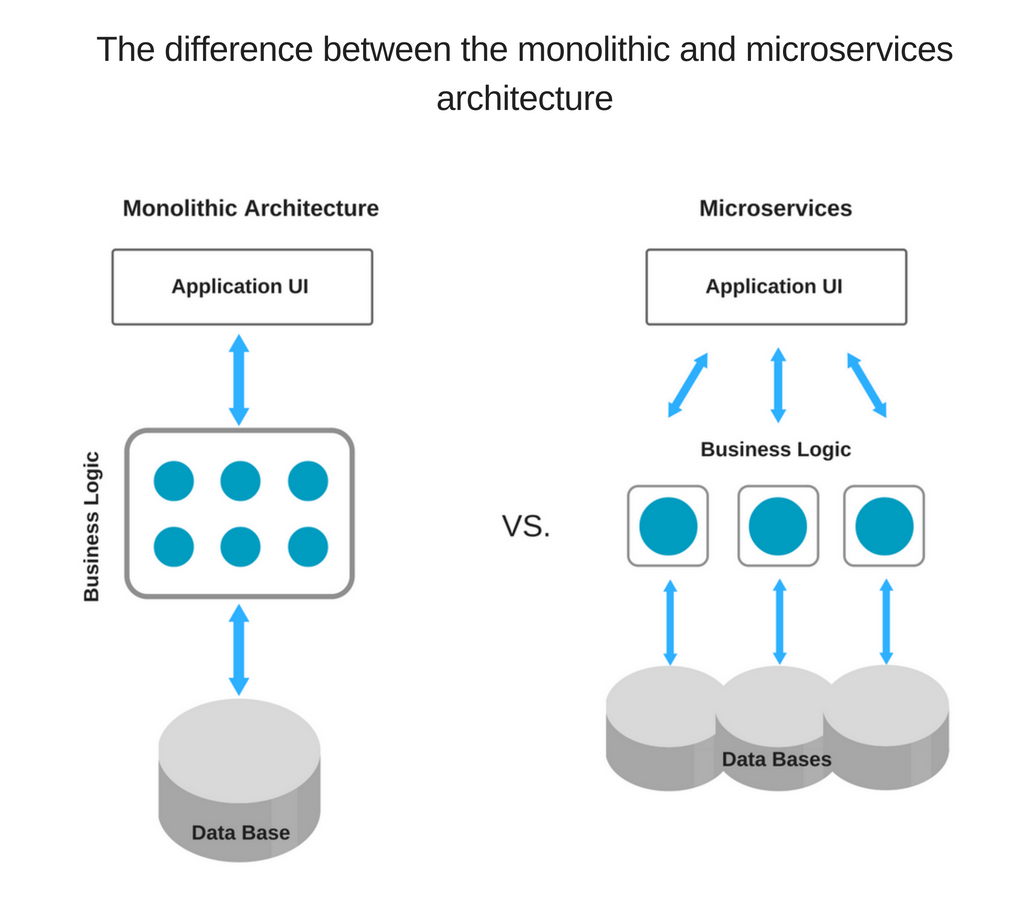 The difference between the monolithic and microservices
architecture
Monolithic Architecture
Application UI
Business Logic
Data Base
VS.
Microservices
Application UI
Business Logic
Data Bases